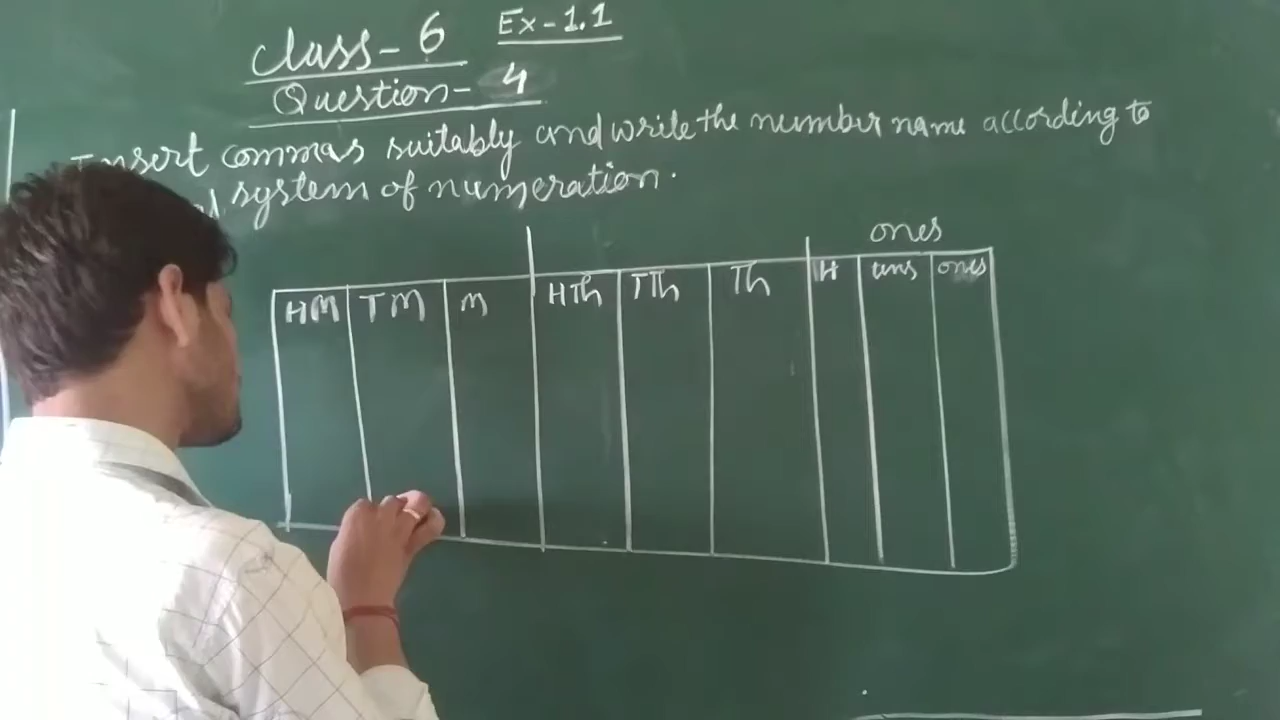 Class-6 Ex-1.1
Question-4
Insert commas suitably and write the number name according to
system of numeration.
ones
HM TM M HTh TTh Th H tens ones